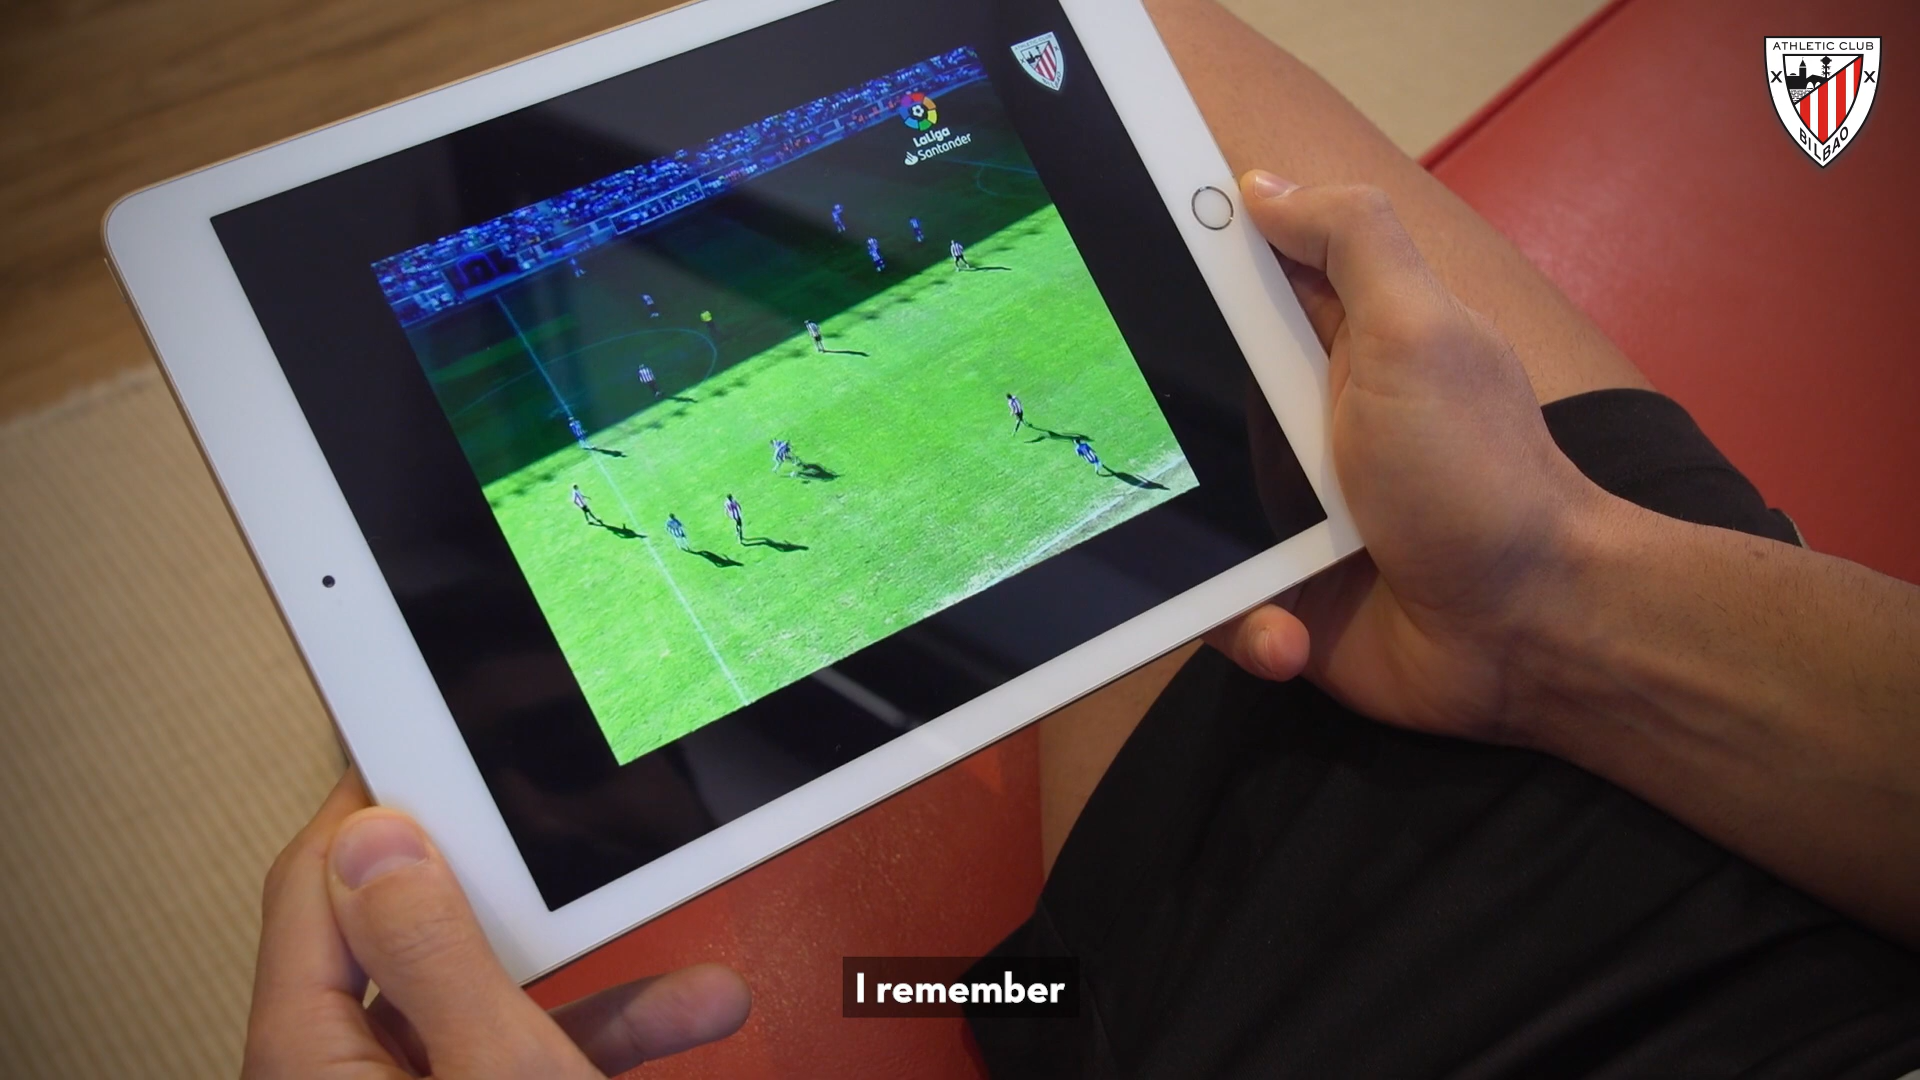 ATHLETIC CLUB
BILBAO
LaLiga
Santander
I remember